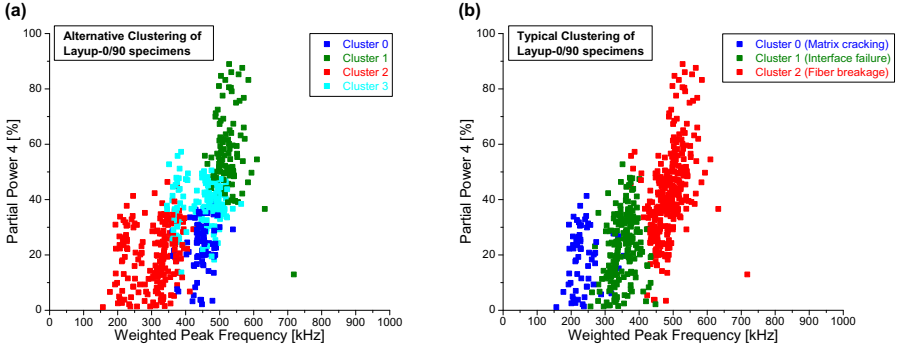 (a)
Alternative Clustering of
Layup-0/90 specimens
Cluster 0
Cluster 1
Cluster 2
Cluster 3
Partial Power 4 [%]
100
80
60
40
20
0
0 100 200 300 400 500 600 700 800 900 1000
Weighted Peak Frequency [kHz]
(b)
Typical Clustering of
Layup-0/90 specimens
Cluster 0 (Matrix cracking)
Cluster 1 (Interface failure)
Cluster 2 (Fiber breakage)
Partial Power 4 [%]
100
80
60
40
20
0
0 100 200 300 400 500 600 700 800 900 1000
Weighted Peak Frequency [kHz]